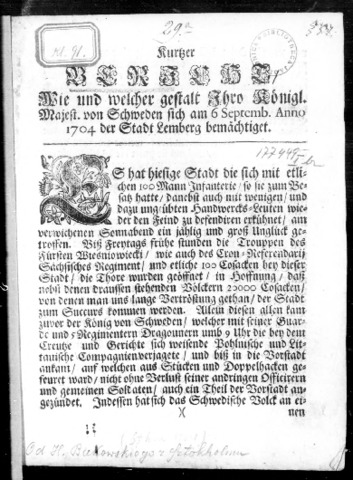 29.a
Kurtzer
BERICHT/
Wie und welcher gestalt Ihro Königl.
Majest. von Schweden sich am 6 Septemb. Anno
1704 der Stadt Lemberg bemächtiget.
ES hat hiesige Stadt die sich mit etli-
chen 100 Mann Infanterie/ so sie zur Be-
satz hatte/ danebst auch mit wenigen/ und
dazu ungübten Handwercks-Leuten wie-
der den Feind zu defendiren erkühnet/ am
verwichenen Sonnabend ein jählig und groß Unglück ge-
troffen. Biß Freytags frühe stunden die Trouppen des
Fürsten Wiesniowiecki/ wie auch des Cron-Referendarij
Sächsisches Regiment/ und etliche 100 Cosacken bey dieser
Stadt/ die Thore wurden geöffnet/ in Hoffnung/ daß
nebst denen draussen stehenden Völckern 20000 Cosacken/
von denen man uns lange Vertröstung gethan/ der Stadt
zum Succurs kommen werden. Allein diesen allen kam
zuvor der König von Schweden/ welcher mit seiner Guar-
de und 5 Regimentern Dragounern umb 9 Uhr die bey dem
Creutze und Gerichte sich weisende Pohlnische und Lit-
tauische Compagnien verjagete/ und biß in die Vorstadt
ankam/ auf welchen aus Stücken und Doppelhacken ge-
feuret ward/ nicht ohne Verlust seiner andringen Officirern
und gemeinen Soldaten/ auch ein Theil der Vorstadt an-
gezündet. Indessen hat sich das Schwedische Volck an ei-
)( nen